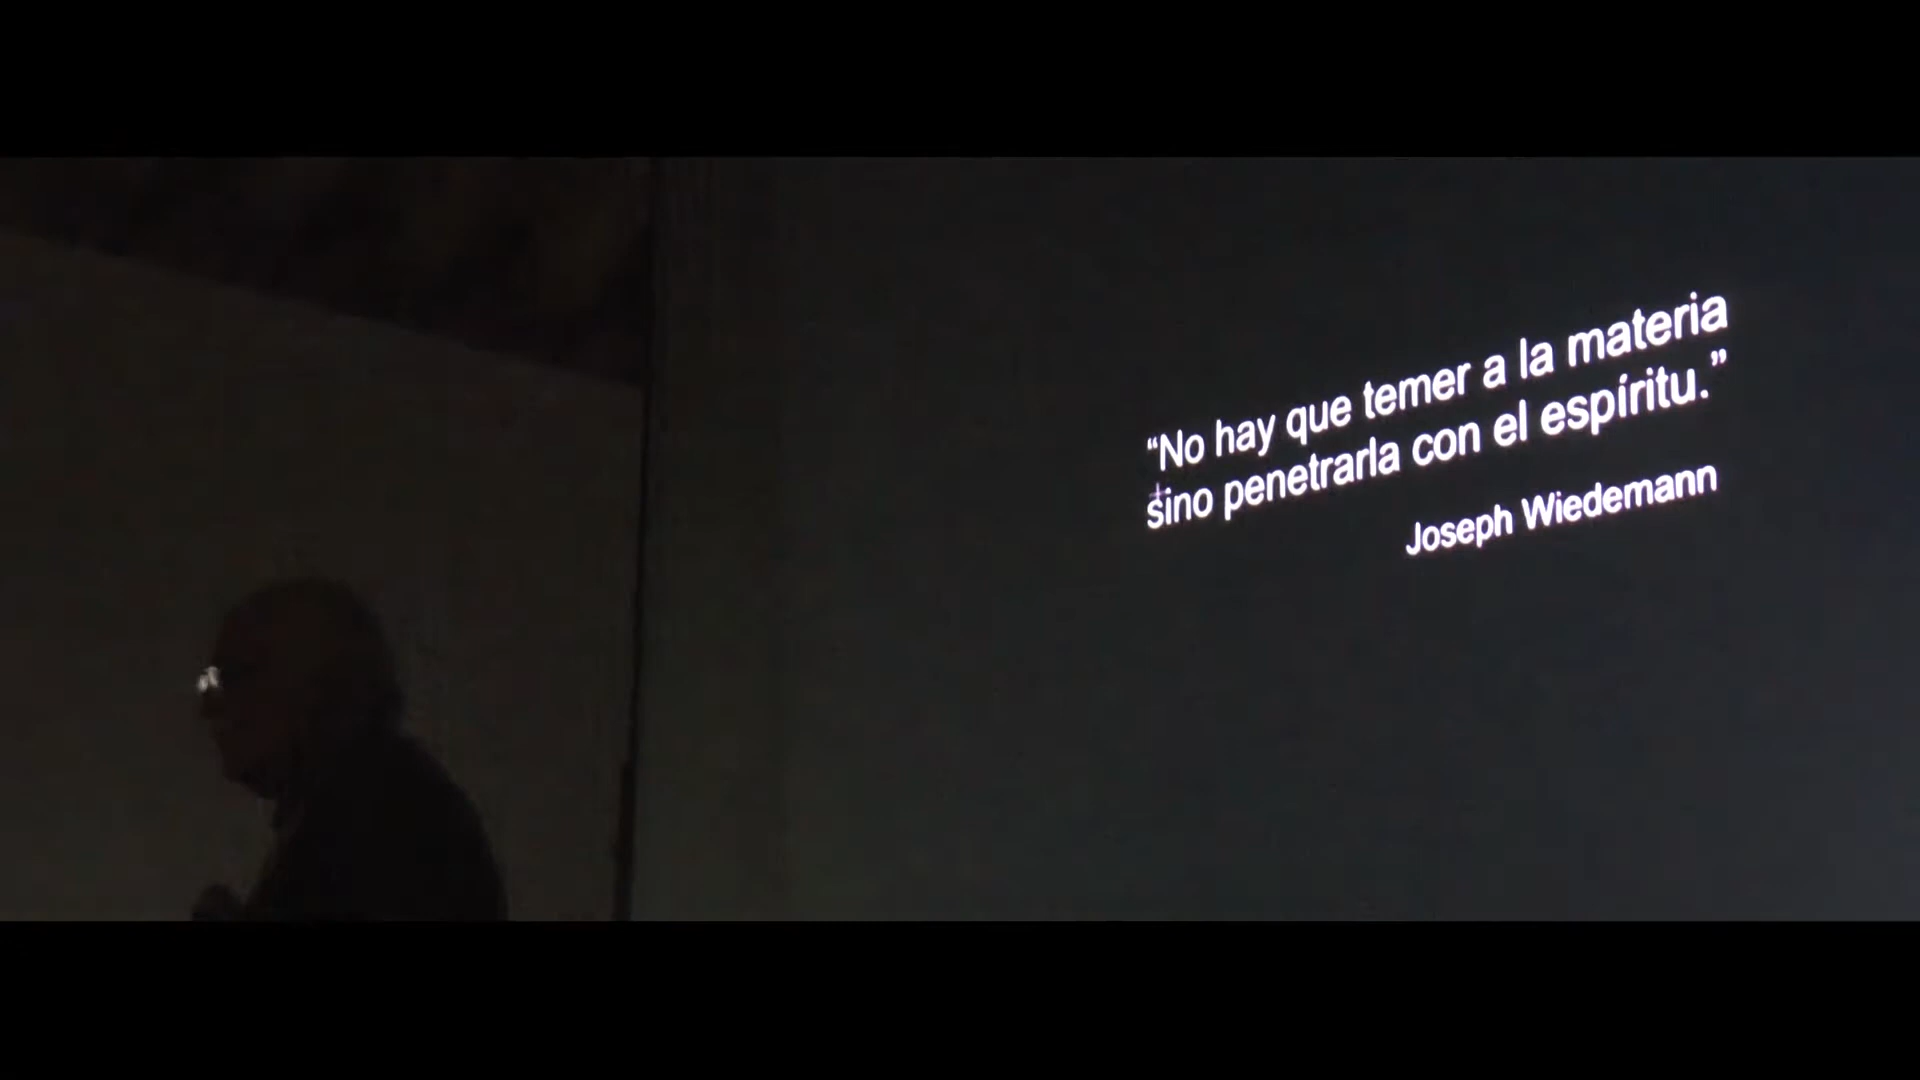 “No hay que temer a la materia
sino penetrarla con el espíritu.”
Joseph Wiedemann